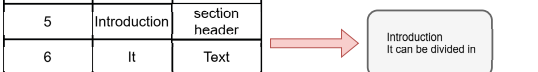 5 Introduction section
header
6 It Text
Introduction
It can be divided in